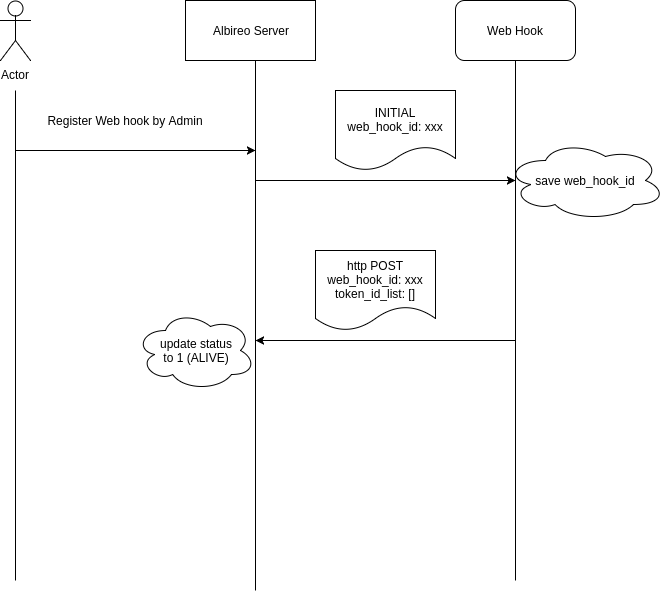 Albireo Server
Web Hook
Actor
Register Web hook by Admin
INITIAL
web_hook_id: xxx
save web_hook_id
http POST
web_hook_id: xxx
token_id_list: []
update status
to 1 (ALIVE)